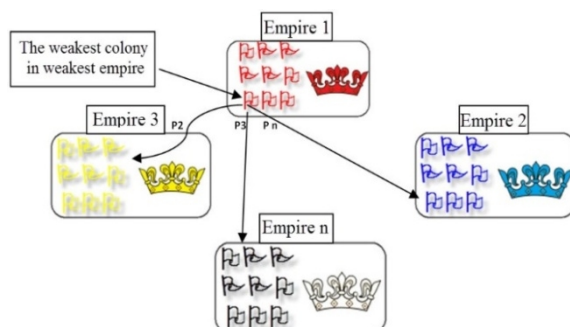 Empire 1
The weakest colony
in weakest empire
Empire 3
P2
P3
P n
Empire 2
Empire n